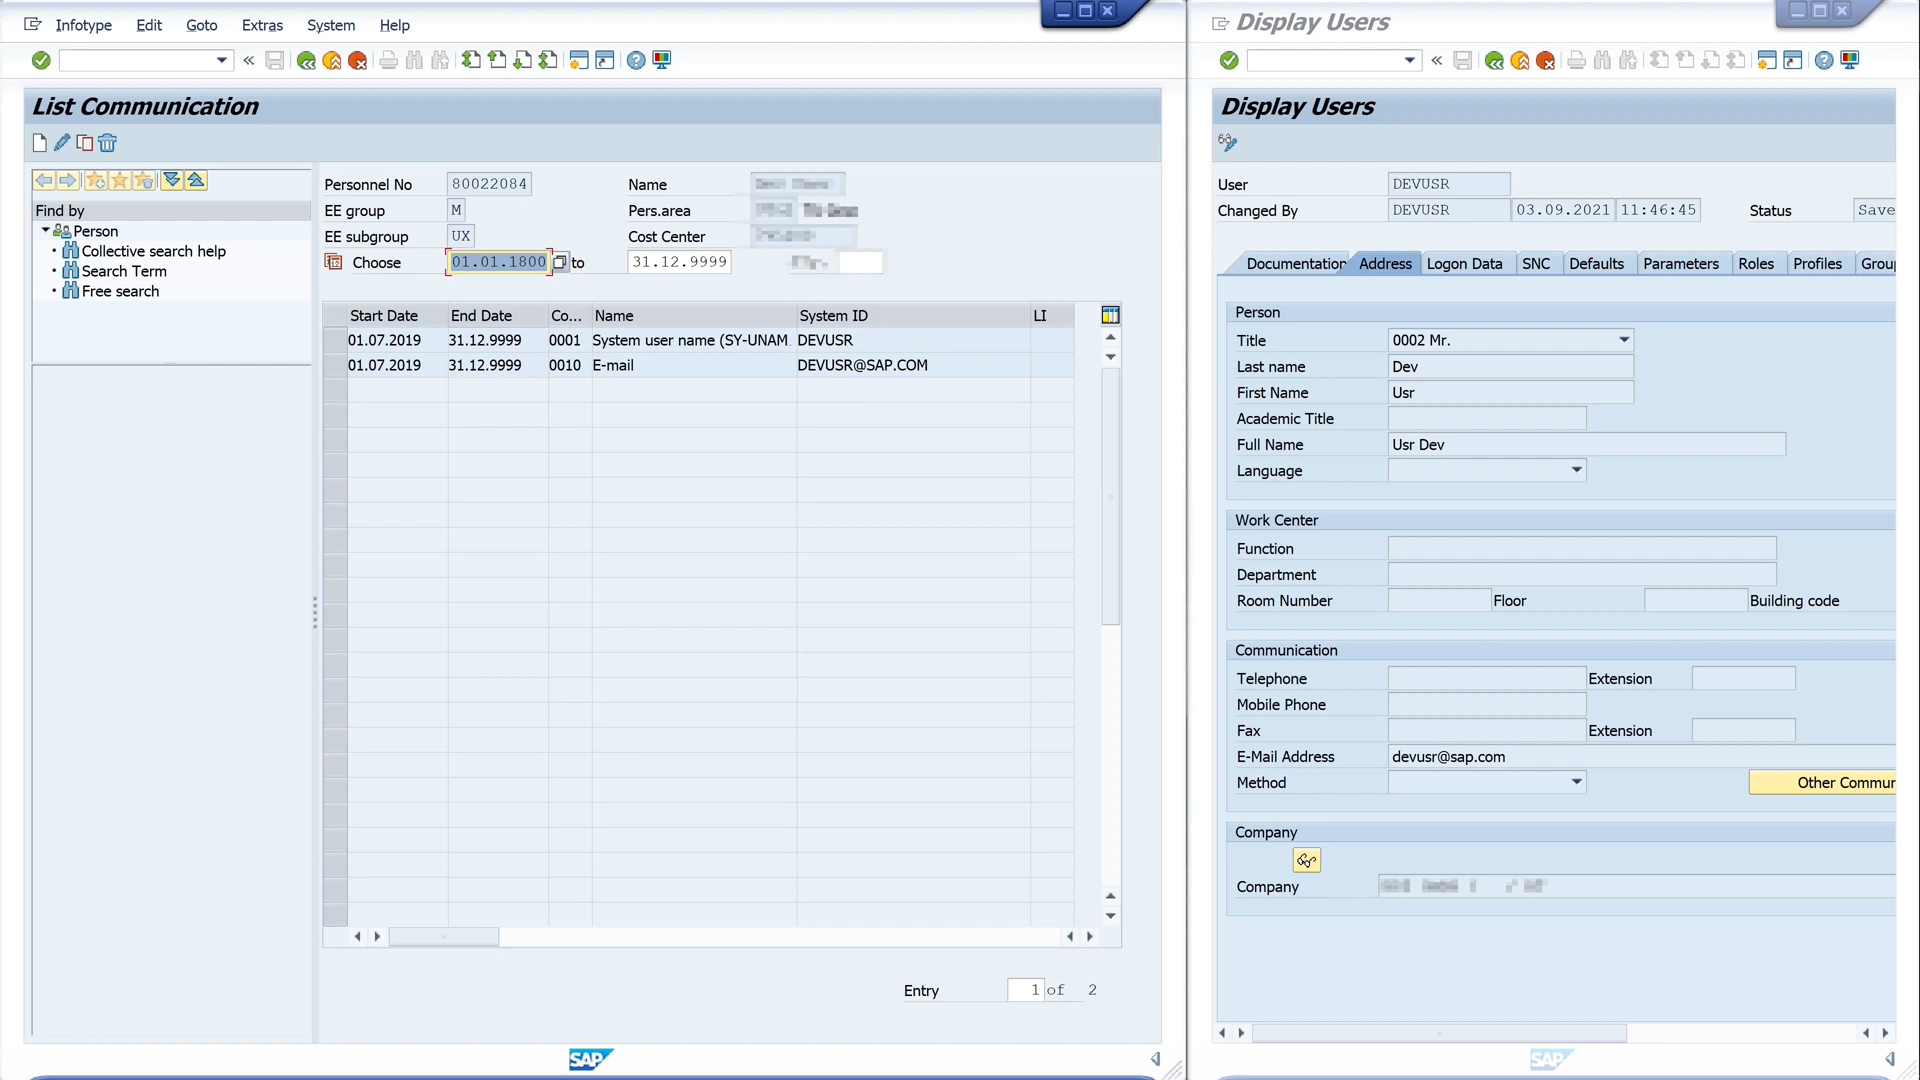 Infotype Edit Goto Extras System Help
List Communication
Find by
Person
Collective search help
Search Term
Free search
Personnel No 80022084 Name
EE group M Pers.area
EE subgroup UX Cost Center
Choose 01.01.1800 to 31.12.9999
Start Date End Date Co... Name System ID LI
01.07.2019 31.12.9999 0001 System user name (SY-UNAM DEVUSR
01.07.2019 31.12.9999 0010 E-mail DEVUSR@SAP.COM
Entry 1 of 2
SAP
Display Users
Display Users
User DEVUSR
Changed By DEVUSR 03.09.2021 11:46:45 Status Save
Documentation Address Logon Data SNC Defaults Parameters Roles Profiles Group
Person
Title 0002 Mr.
Last name Dev
First Name Usr
Academic Title
Full Name Usr Dev
Language
Work Center
Function
Department
Room Number Floor Building code
Communication
Telephone Extension
Mobile Phone
Fax Extension
E-Mail Address devusr@sap.com
Method Other Commun
Company
Company
SAP